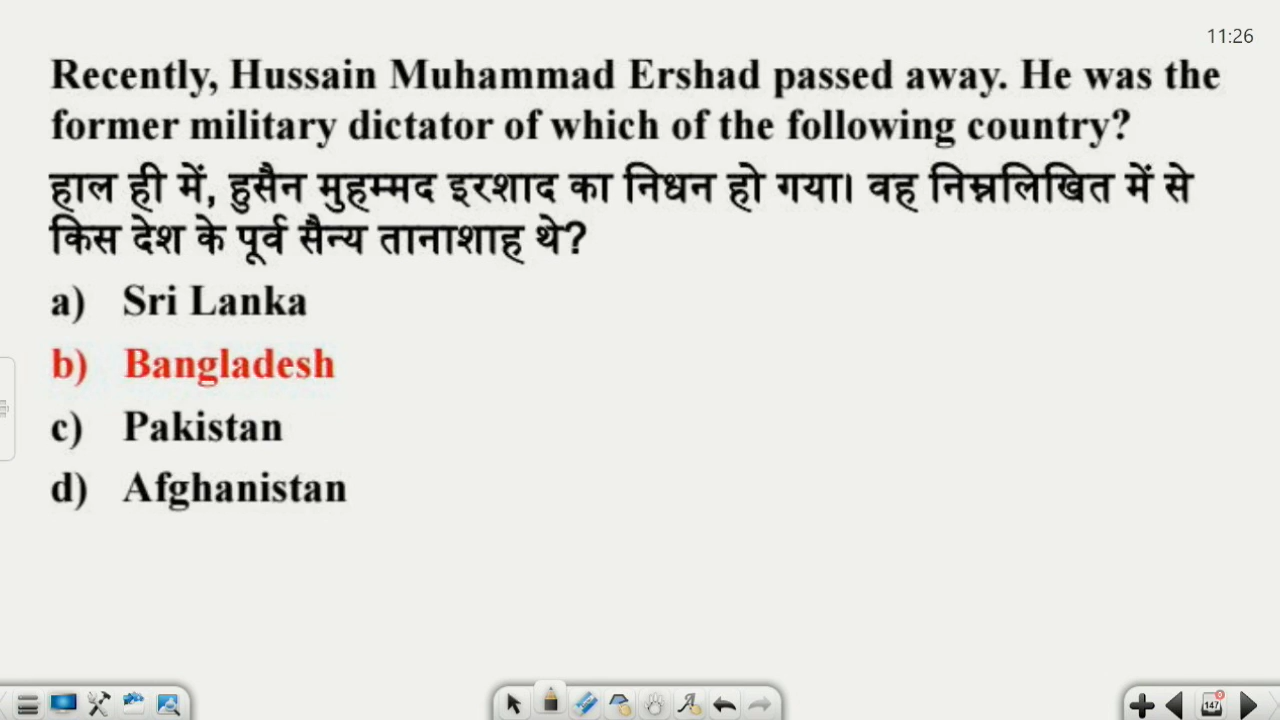 11:26
Recently, Hussain Muhammad Ershad passed away. He was the
former military dictator of which of the following country?
हाल ही में, हुसैन मुहम्मद इरशाद का निधन हो गया। वह निम्नलिखित में से
किस देश के पूर्व सैन्य तानाशाह थे?
a) Sri Lanka
b) Bangladesh
c) Pakistan
d) Afghanistan
147